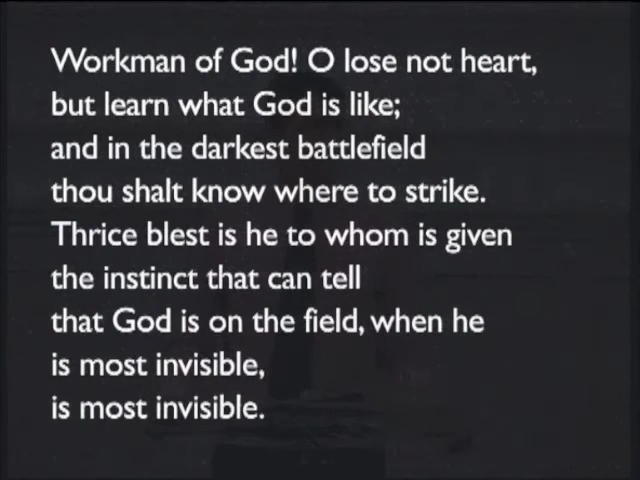 Workman of God! O lose not heart,
but learn what God is like;
and in the darkest battlefield
thou shalt know where to strike.
Thrice blest is he to whom is given
the instinct that can tell
that God is on the field, when he
is most invisible,
is most invisible.